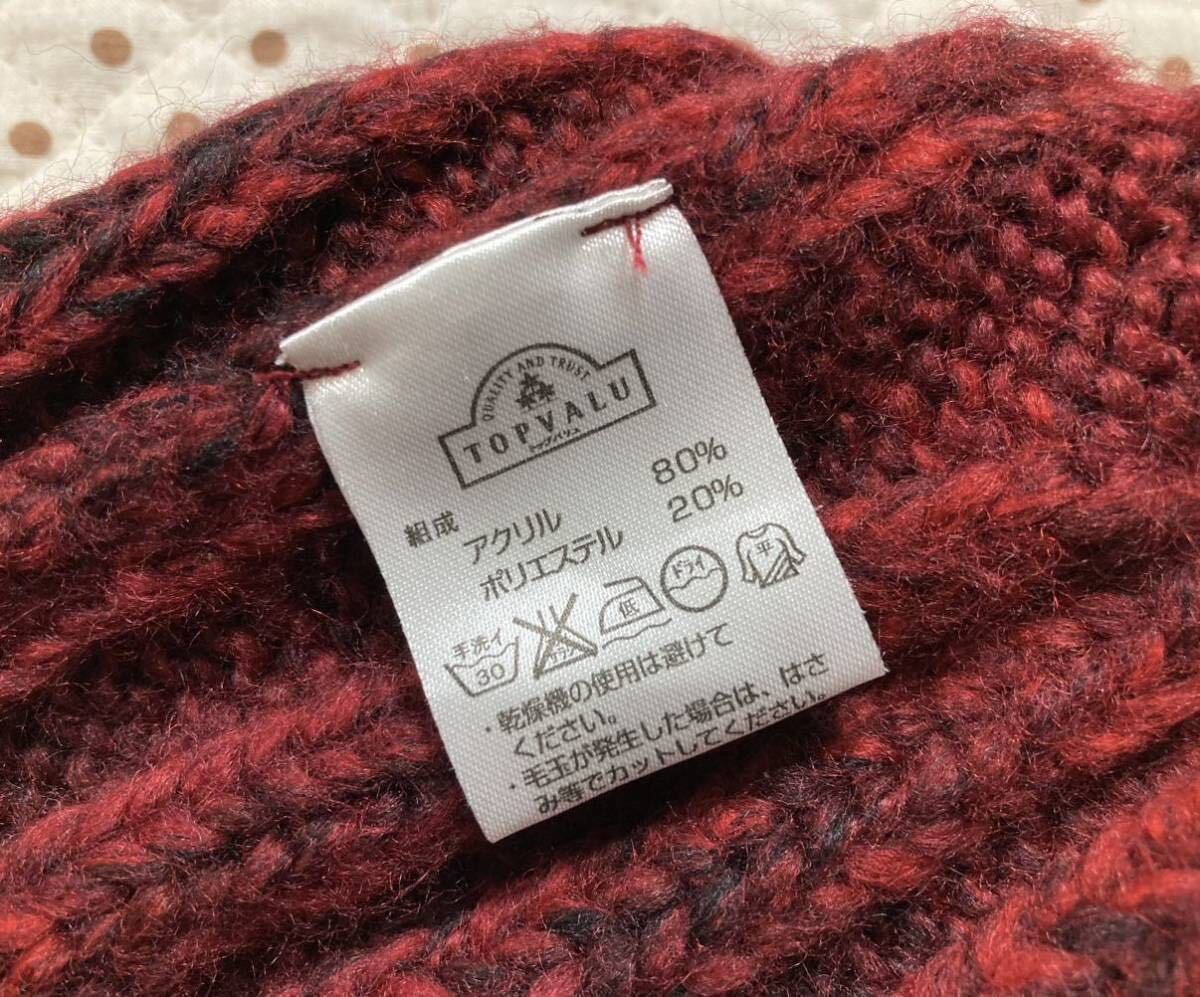 QUALITY AND TRUST
TOPVALU
トップバリュ
組成 アクリル 80%
ポリエステル 20%
手洗イ 30 低 ドライ 平
・乾燥機の使用は避けて
ください。
・毛玉が発生した場合は、はさ
み等でカットしてください。